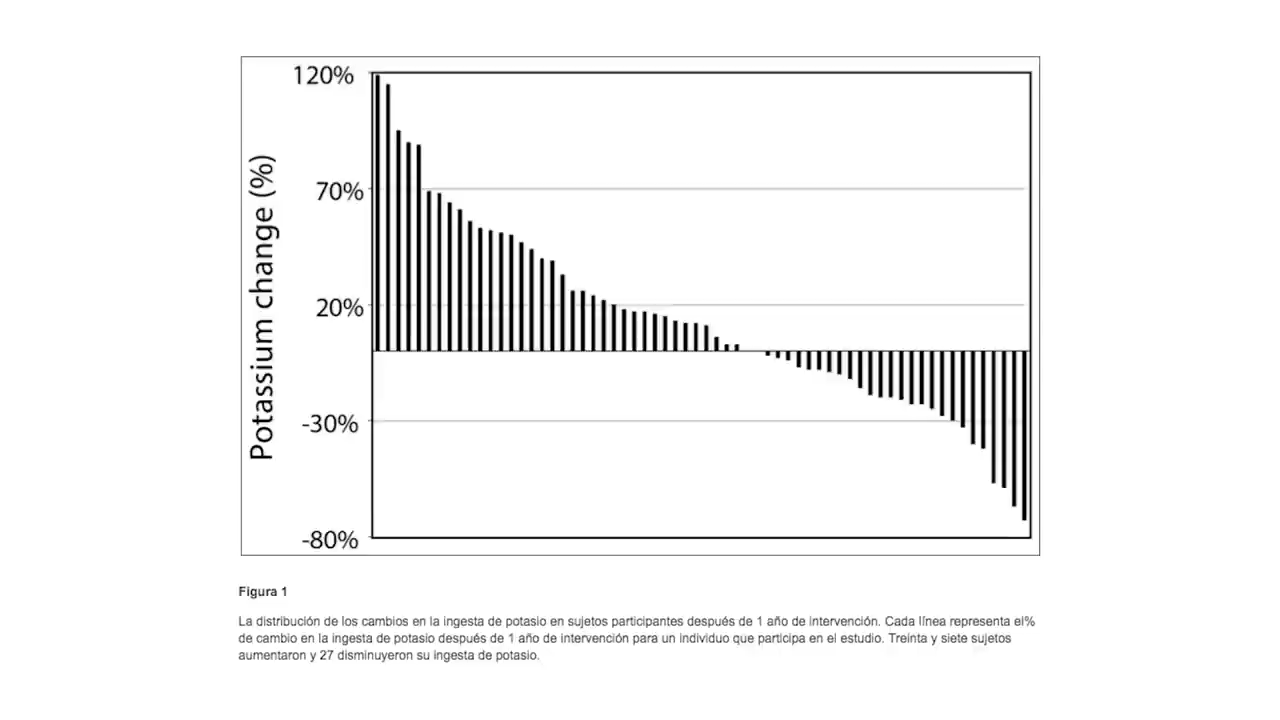 120%
70%
20%
-30%
-80%
Potassium change (%)
Figura 1
La distribución de los cambios en la ingesta de potasio en sujetos participantes después de 1 año de intervención. Cada línea representa el%
de cambio en la ingesta de potasio después de 1 año de intervención para un individuo que participa en el estudio. Treinta y siete sujetos
aumentaron y 27 disminuyeron su ingesta de potasio.